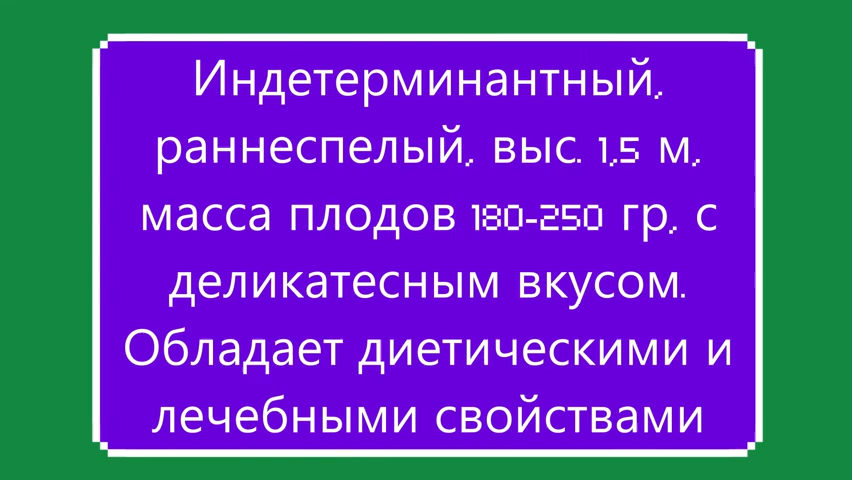 Индетерминантный,
раннеспелый, выс. 1,5 м,
масса плодов 180-250 гр, с
деликатесным вкусом.
Обладает диетическими и
лечебными свойствами